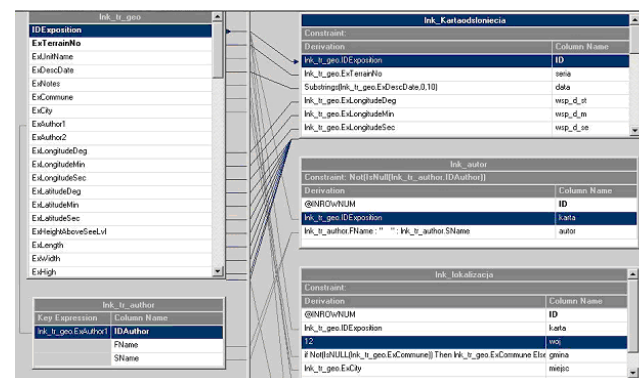 lnk_tr_geo
IDExposition
ExTerrainNo
ExUnitName
ExDescDate
ExNotes
ExCommune
ExCity
ExAuthor1
ExAuthor2
ExLongitudeDeg
ExLongitudeMin
ExLongitudeSec
ExLatitudeDeg
ExLatitudeMin
ExLatitudeSec
ExHeightAboveSeeLvl
ExLength
ExWidth
ExHigh
lnk_tr_author
Key Expression Column Name
lnk_tr_geo.ExAuthor1 IDAuthor
FName
SName
lnk_Kartaodsloniecia
Constraint:
Derivation Column Name
lnk_tr_geo.IDExposition ID
lnk_tr_geo.ExTerrainNo seria
Substrings(lnk_tr_geo.ExDescDate,0,10) data
lnk_tr_geo.ExLongitudeDeg wsp_d_st
lnk_tr_geo.ExLongitudeMin wsp_d_m
lnk_tr_geo.ExLongitudeSec wsp_d_se
lnk_autor
Constraint: Not(IsNull(lnk_tr_author.IDAuthor))
Derivation Column Name
@INROWNUM ID
lnk_tr_geo.IDExposition karta
lnk_tr_author.FName : " " : lnk_tr_author.SName autor
lnk_lokalizacja
Constraint:
Derivation Column Name
@INROWNUM ID
lnk_tr_geo.IDExposition karta
12 woj
if Not(IsNULL(lnk_tr_geo.ExCommune)) Then lnk_tr_geo.ExCommune Else gmina
lnk_tr_geo.ExCity miejsc